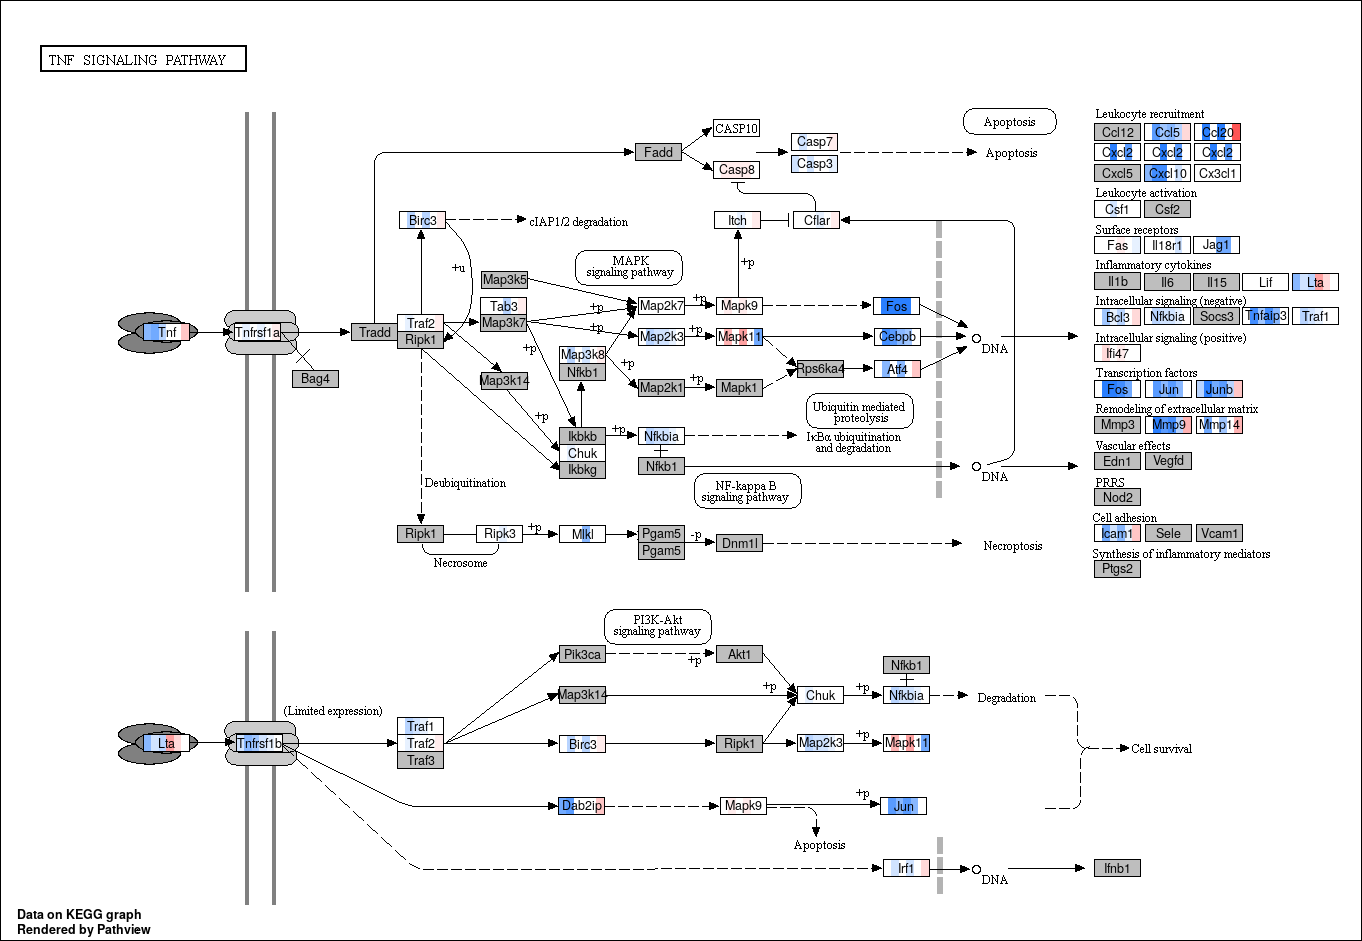 TNF SIGNALING PATHWAY
Apoptosis
Leukocyte recruitment
Ccl12 Ccl5 Ccl20
Cxcl2 Cxcl2 Cxcl2
Cxcl5 Cxcl10 Cx3cl1
Leukocyte activation
Csf1 Csf2
Surface receptors
Fas Il18r1 Jag1
Inflammatory cytokines
Il1b Il6 Il15 Lif Lta
Intracellular signaling (negative)
Bcl3 Nfkbia Socs3 Tnfaip3 Traf1
Intracellular signaling (positive)
Ifi47
Transcription factors
Fos Jun Junb
Remodeling of extracellular matrix
Mmp3 Mmp9 Mmp14
Vascular effects
Edn1 Vegfd
PRRS
Nod2
Cell adhesion
Icam1 Sele Vcam1
Synthesis of inflammatory mediators
Ptgs2
CASP10
Fadd
Casp7
Casp3
Apoptosis
Casp8
Birc3
cIAP1/2 degradation
Itch
Cflar
+u
MAPK
signaling pathway
+p
Map3k5
Tab3
Map3k7
+p
+p
+p
Map2k7
+p
Mapk9
Fos
Tnf
Tnfrsf1a
Tradd
Traf2
Ripk1
Map2k3
+p
Mapk11
Cebpb
DNA
Bag4
Map3k8
Nfkb1
+p
Map3k14
Map2k1
+p
Mapk1
Rps6ka4
+p
Atf4
+p
Ubiquitin mediated
proteolysis
Ikbkb
Chuk
Ikbkg
+p
Nfkbia
IκBα ubiquitination
and degradation
Nfkb1
DNA
Deubiquitination
NF-kappa B
signaling pathway
Ripk1
Ripk3
+p
Mlkl
Pgam5
Pgam5
-p
Dnm1l
Necroptosis
Necrosome
PI3K-Akt
signaling pathway
Pik3ca
+p
Akt1
Nfkb1
Map3k14
+p
Chuk
+p
Nfkbia
Degradation
(Limited expression)
Lta
Tnfrsf1b
Traf1
Traf2
Traf3
Birc3
Ripk1
Map2k3
+p
Mapk11
Cell survival
Dab2ip
Mapk9
+p
Jun
Apoptosis
Irf1
DNA
Ifnb1
Data on KEGG graph
Rendered by Pathview